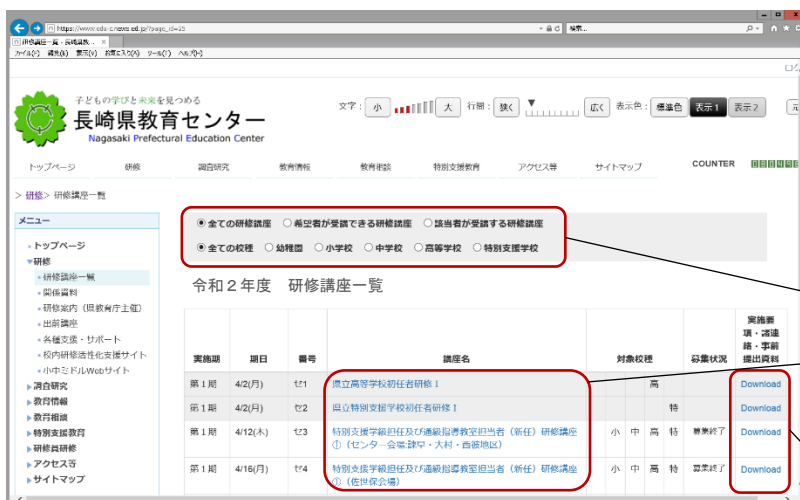 https://www.edu-c.news.ed.jp/?page_id=25
検索...
研修講座一覧 - 長崎県教...
ファイル(F) 編集(E) 表示(V) お気に入り(A) ツール(T) ヘルプ(H)
子どもの学びと未来を見つめる
長崎県教育センター
Nagasaki Prefectural Education Center
文字: 小 大 行間: 狭く 広く 表示色: 標準色 表示1 表示2 元
トップページ 研修 調査研究 教育情報 教育相談 特別支援教育 アクセス等 サイトマップ COUNTER
> 研修> 研修講座一覧
メニュー
トップページ
研修
研修講座一覧
関係資料
研修案内(県教育庁主催)
出前講座
各種支援・サポート
校内研修活性化支援サイト
小中ミドルWebサイト
調査研究
教育情報
教育相談
特別支援教育
研修員研修
アクセス等
サイトマップ
全ての研修講座 希望者が受講できる研修講座 該当者が受講する研修講座
全ての校種 幼稚園 小学校 中学校 高等学校 特別支援学校
令和2年度 研修講座一覧
実施期 期日 番号 講座名 対象校種 募集状況 実施要項・諸連絡・事前提出資料
第1期 4/2(月) セ1 県立高等学校初任者研修Ⅰ 高 Download
第1期 4/2(月) セ2 県立特別支援学校初任者研修Ⅰ 特 Download
第1期 4/12(木) セ3 特別支援学級担任及び通級指導教室担当者(新任)研修講座①(センター会場:諫早・大村・西彼地区) 小 中 高 特 募集終了 Download
第1期 4/16(月) セ4 特別支援学級担任及び通級指導教室担当者(新任)研修講座①(佐世保会場) 小 中 高 特 募集終了 Download